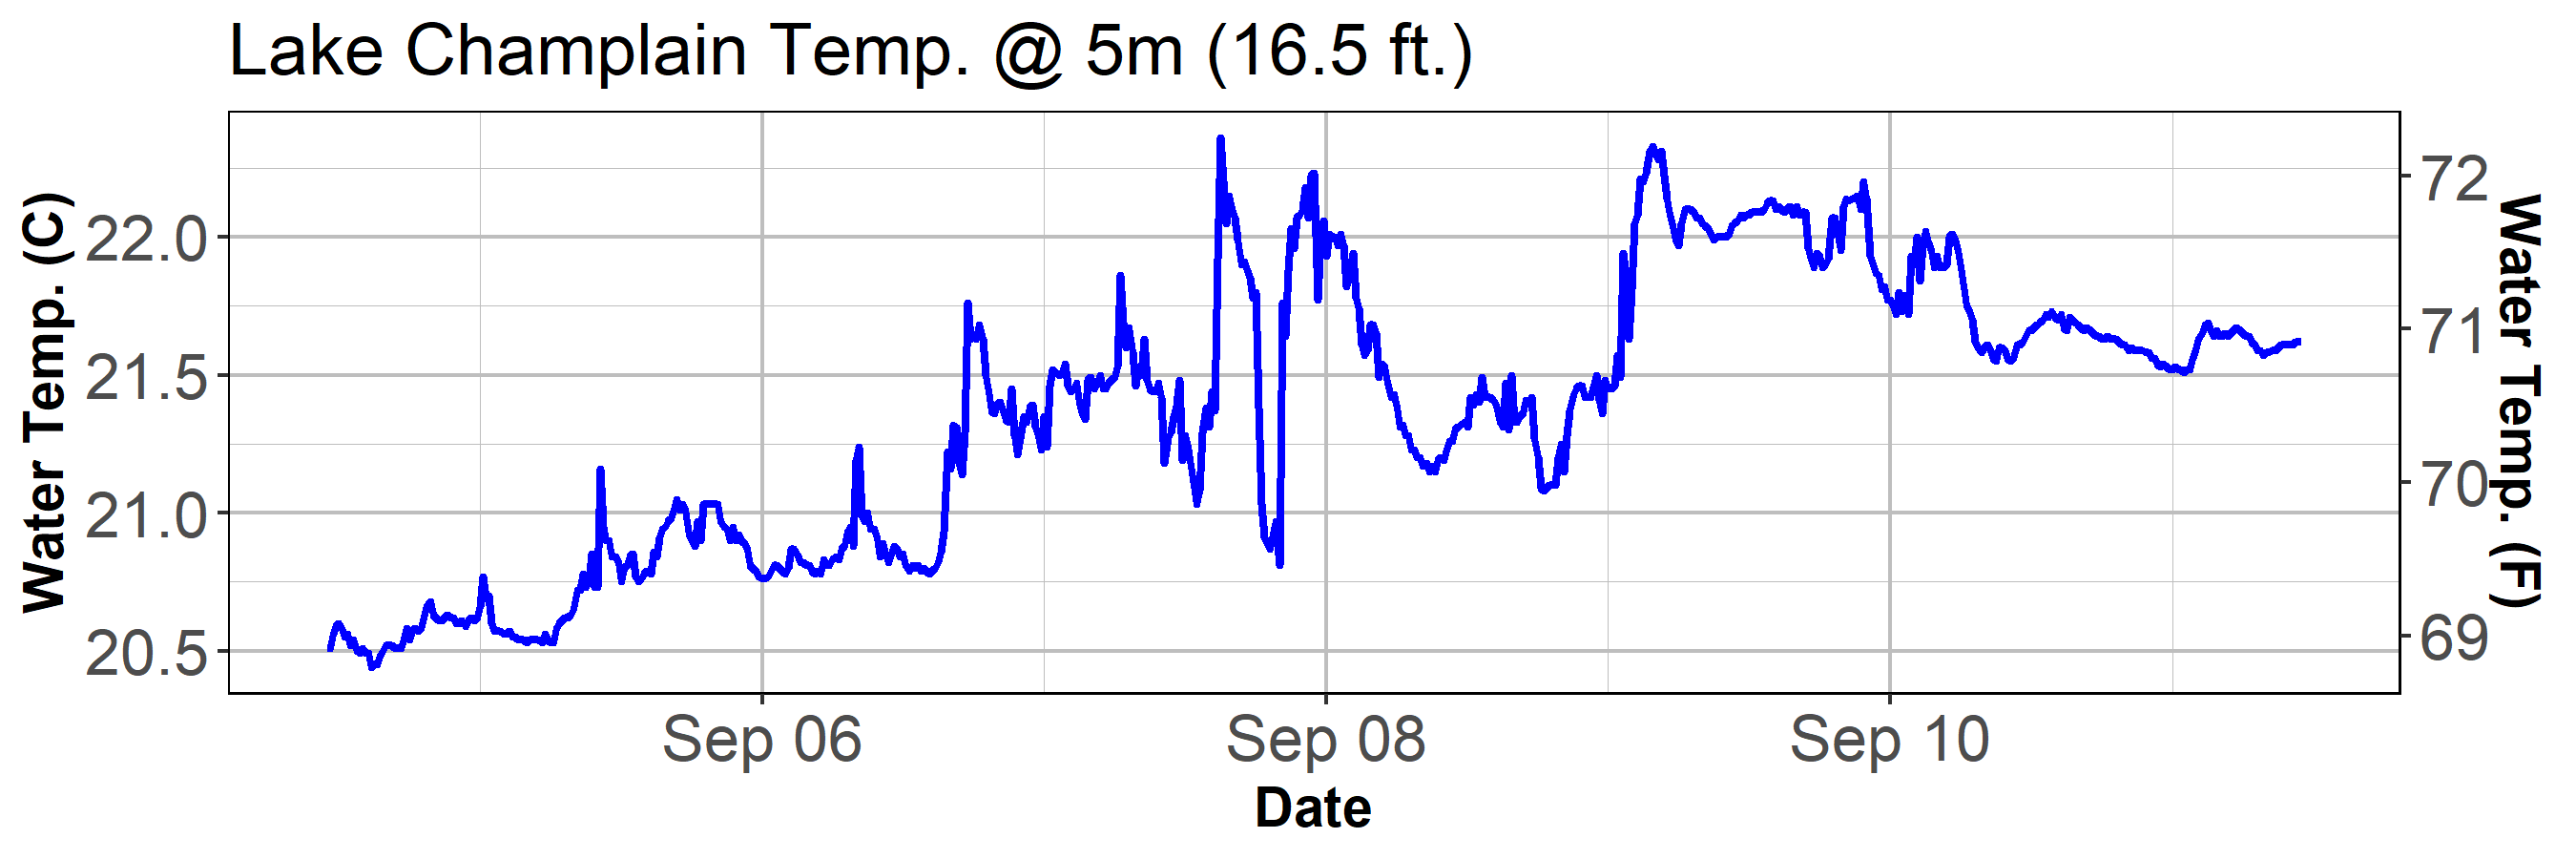 Lake Champlain Temp. @ 5m (16.5 ft.)
Water Temp. (C)
22.0
21.5
21.0
20.5
72
71
70
69
Water Temp. (F)
Sep 06
Sep 08
Sep 10
Date